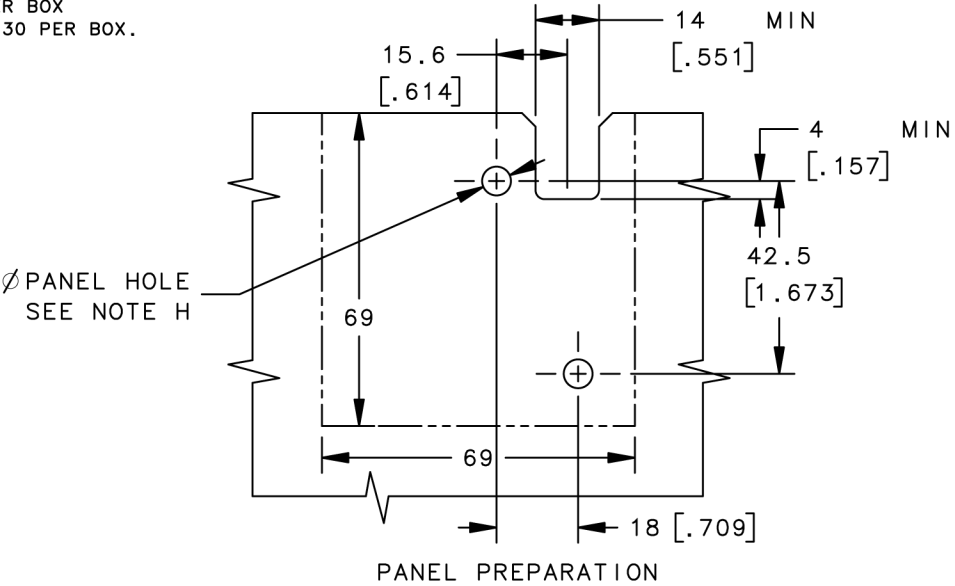 R BOX
30 PER BOX.
14 MIN
[.551]
15.6
[.614]
4 MIN
[.157]
42.5
[1.673]
Ø PANEL HOLE
SEE NOTE H
69
69
18 [.709]
PANEL PREPARATION